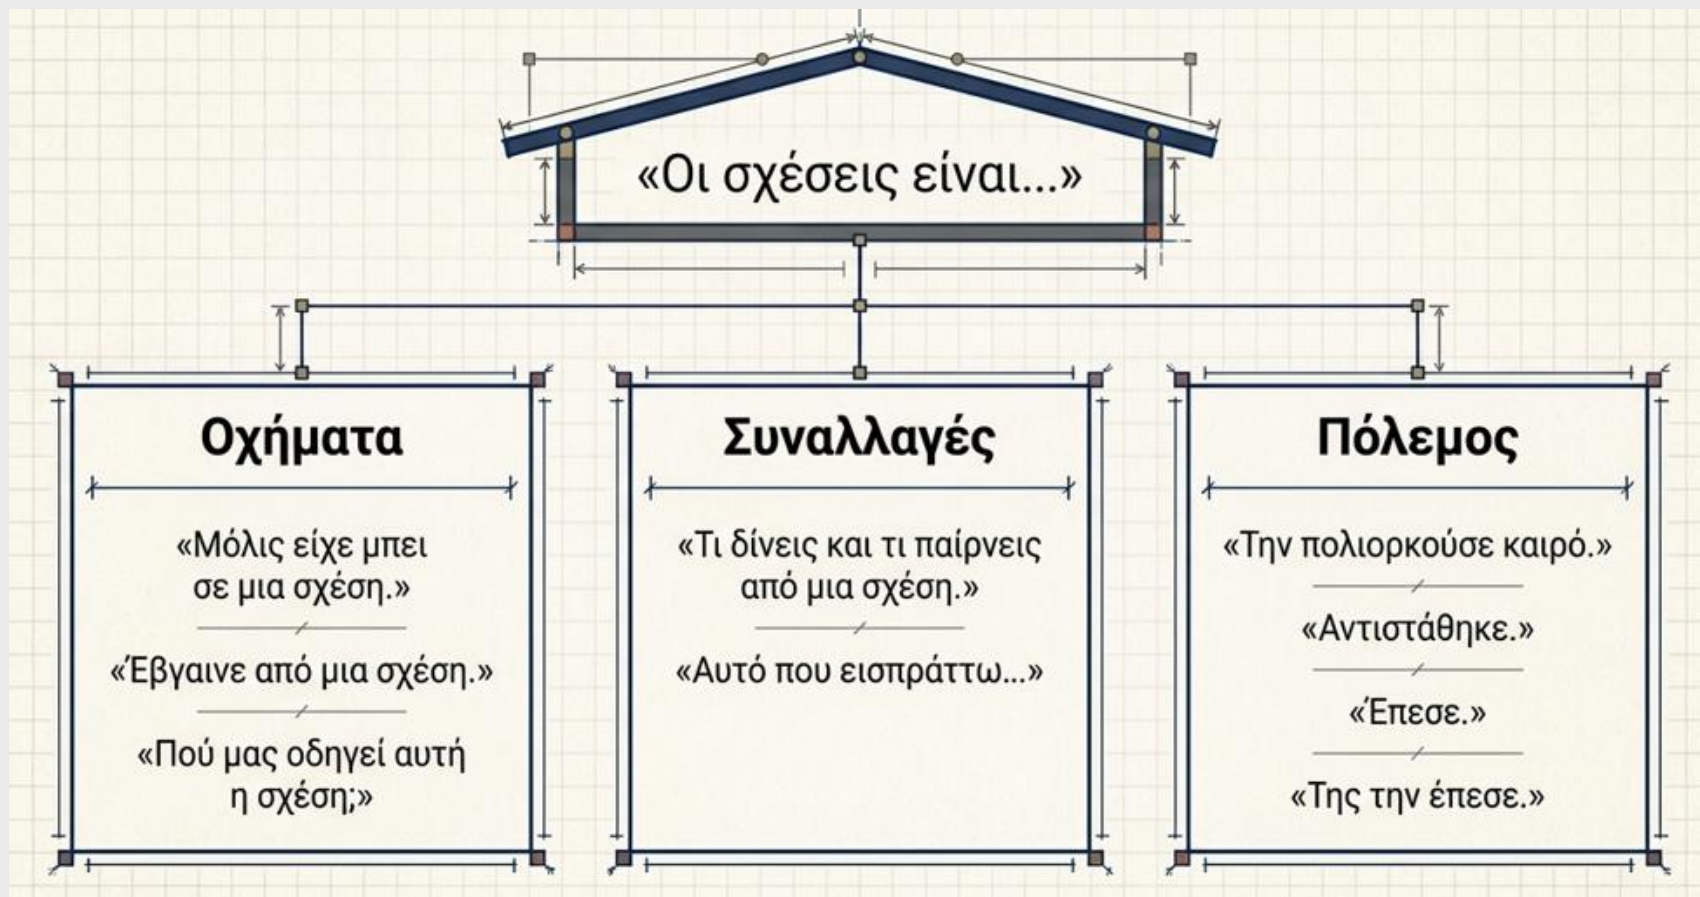 «Οι σχέσεις είναι...»
Οχήματα
«Μόλις είχε μπει
σε μια σχέση.»
«Έβγαινε από μια σχέση.»
«Πού μας οδηγεί αυτή
η σχέση;»
Συναλλαγές
«Τι δίνεις και τι παίρνεις
από μια σχέση.»
«Αυτό που εισπράττω...»
Πόλεμος
«Την πολιορκούσε καιρό.»
«Αντιστάθηκε.»
«Έπεσε.»
«Της την έπεσε.»